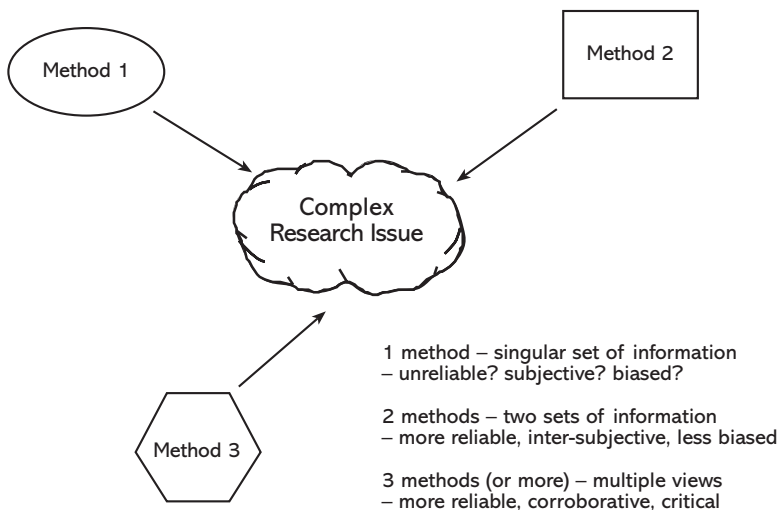 Method 1
Method 2
Complex
Research Issue
Method 3
1 method – singular set of information
– unreliable? subjective? biased?
2 methods – two sets of information
– more reliable, inter-subjective, less biased
3 methods (or more) – multiple views
– more reliable, corroborative, critical